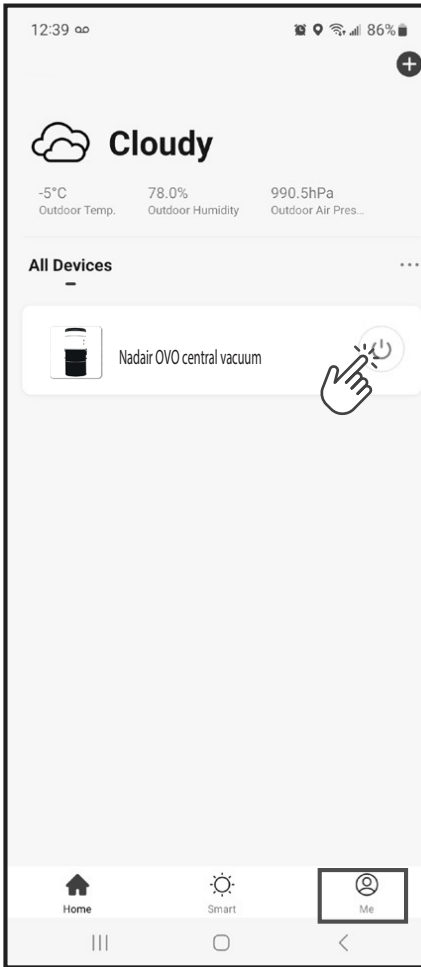 12:39
86%
Cloudy
-5°C 78.0% 990.5hPa
Outdoor Temp. Outdoor Humidity Outdoor Air Pres...
All Devices
Nadair OVO central vacuum
Home Smart Me